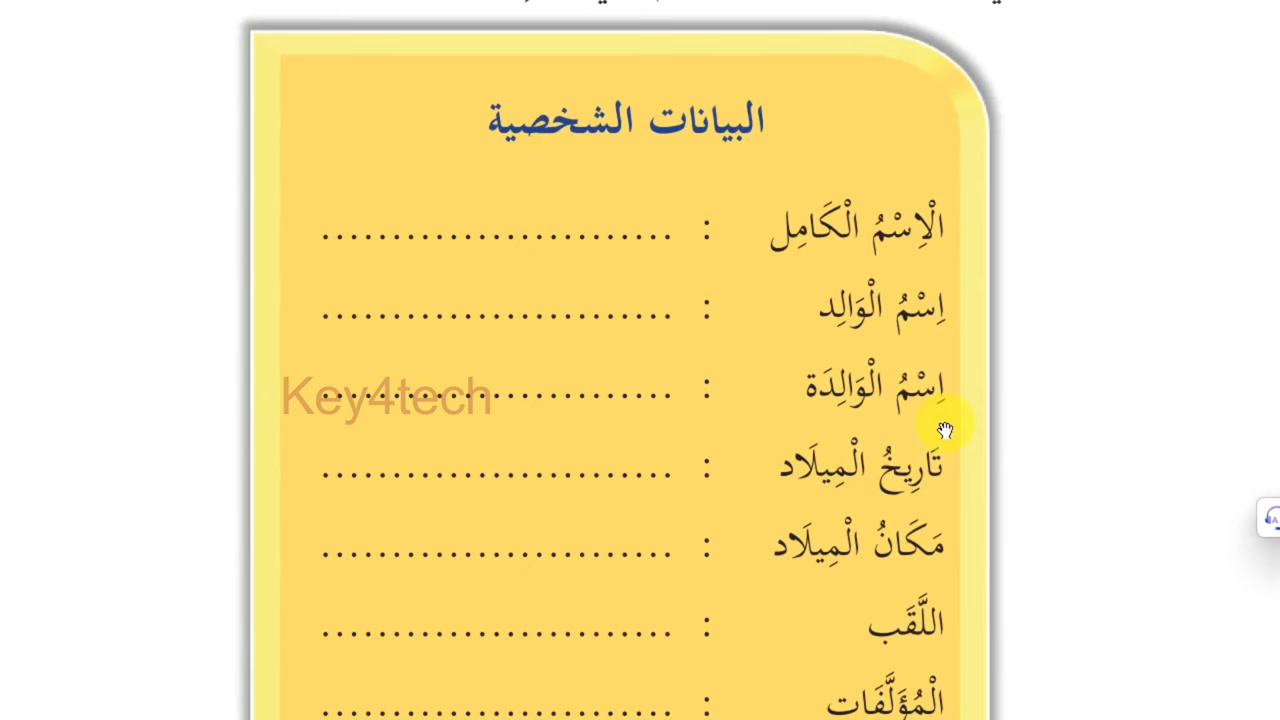 البيانات الشخصية
الْاِسْمُ الْكَامِل : .........................
اِسْمُ الْوَالِد : .........................
اِسْمُ الْوَالِدَة : .........................
Key4tech
تَارِيخُ الْمِيلَاد : .........................
مَكَانُ الْمِيلَاد : .........................
اللَّقَب : .........................
الْمُؤَلَّفَات : .........................